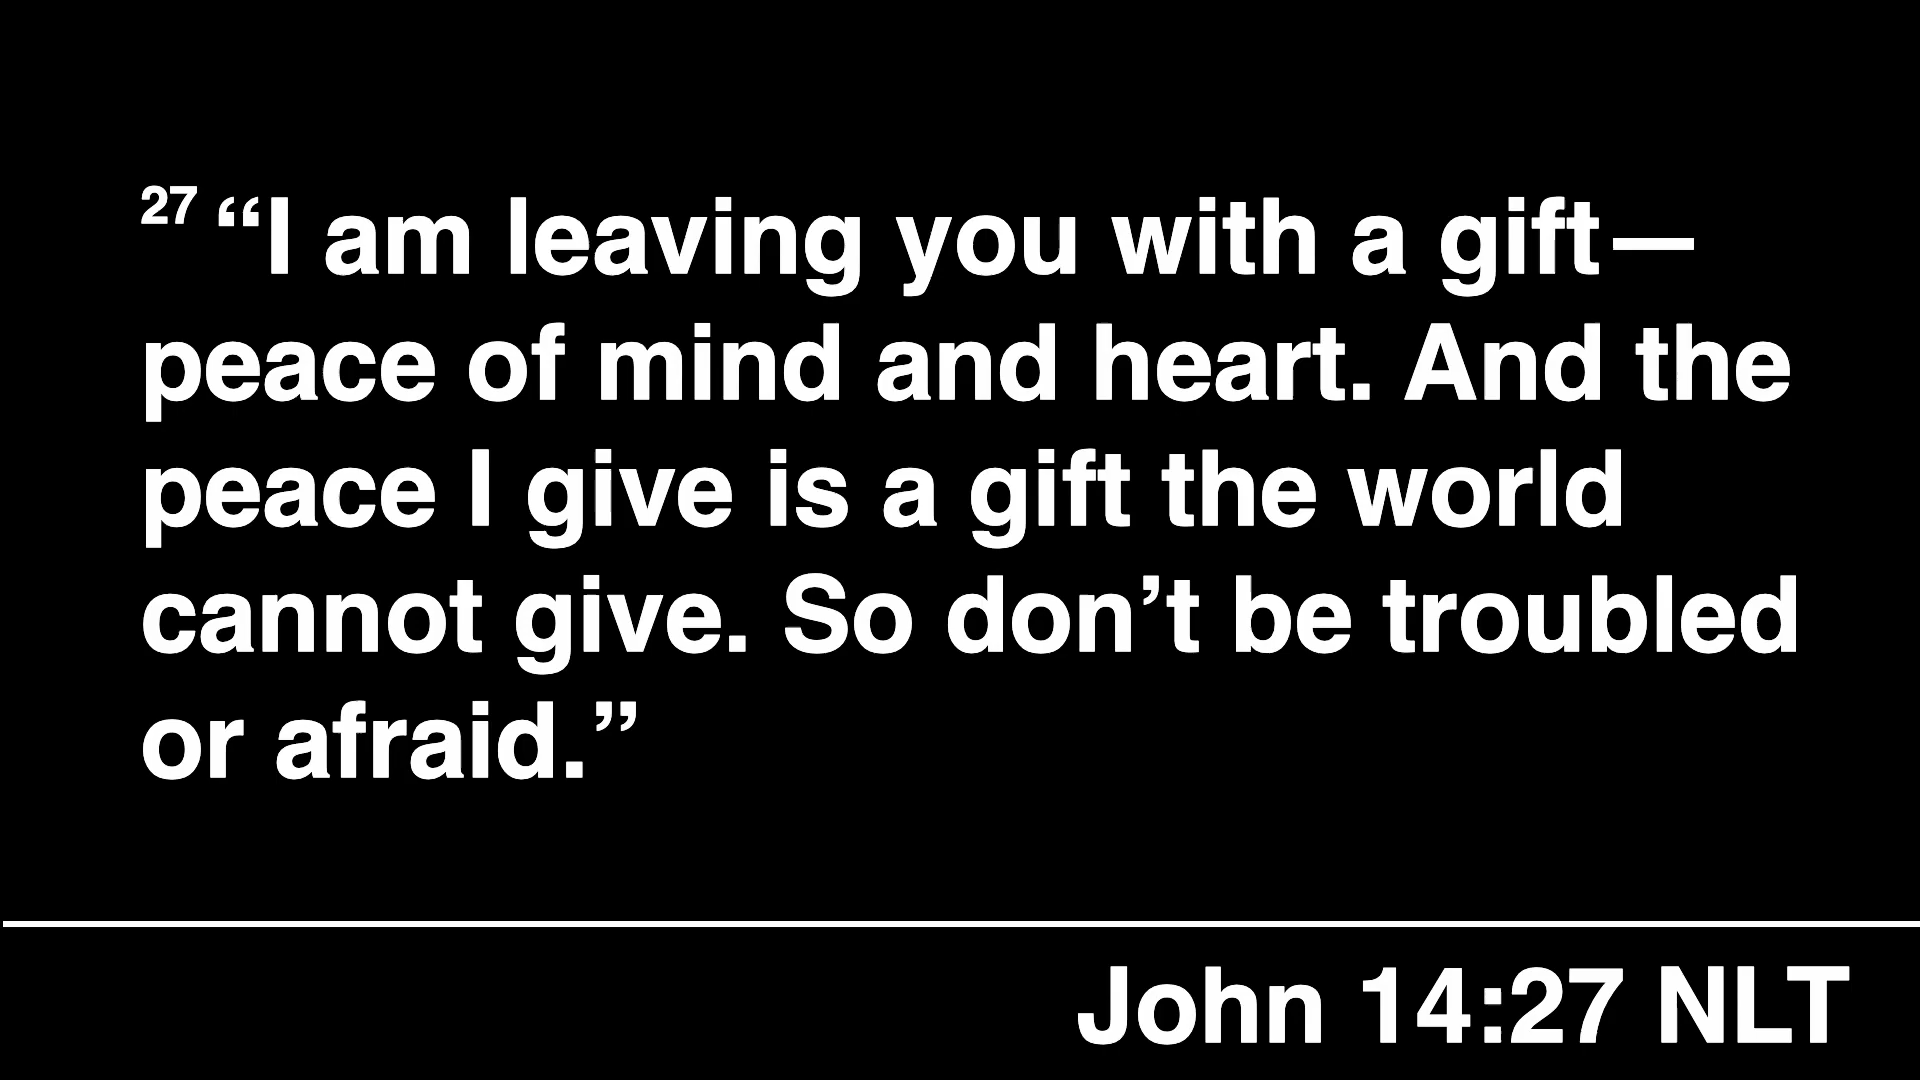 27 “I am leaving you with a gift—
peace of mind and heart. And the
peace I give is a gift the world
cannot give. So don’t be troubled
or afraid.”
John 14:27 NLT